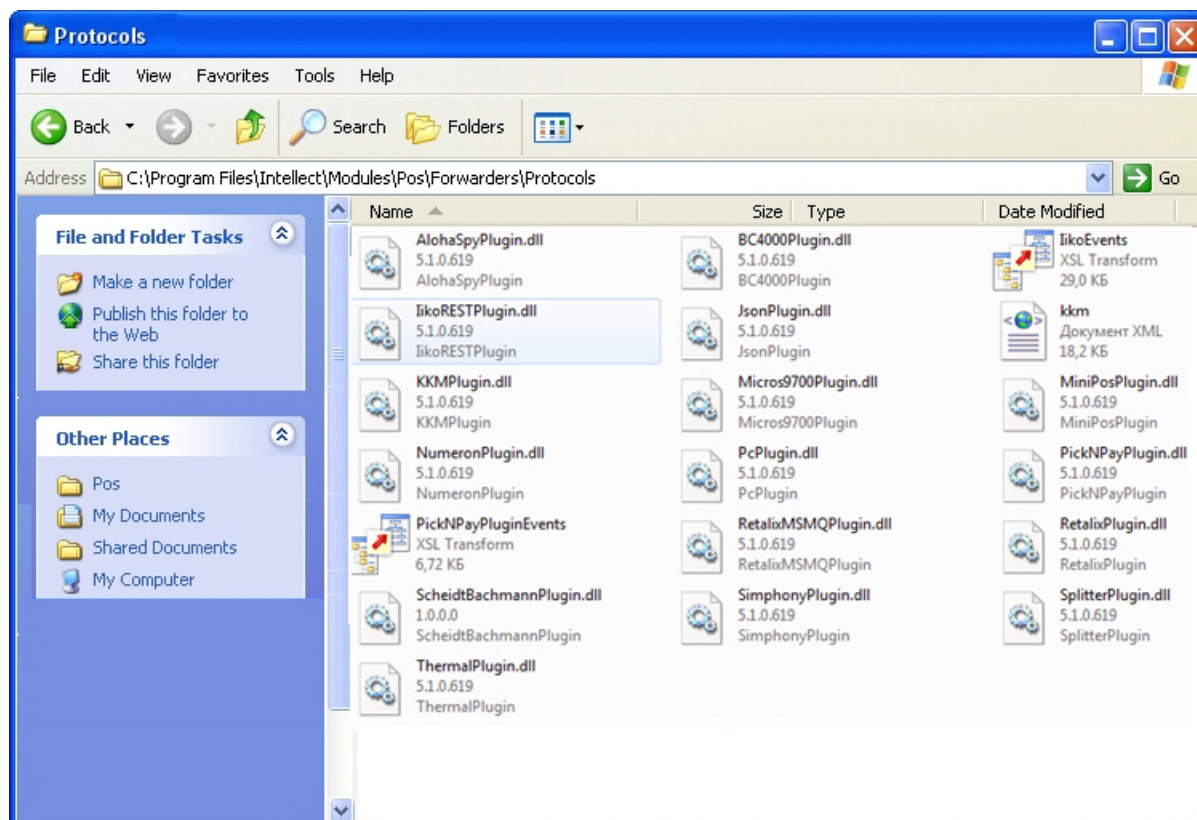 Protocols
File Edit View Favorites Tools Help
Back Search Folders
Address C:\Program Files\Intellect\Modules\Pos\Forwarders\Protocols Go
File and Folder Tasks
Make a new folder
Publish this folder to
the Web
Share this folder
Other Places
Pos
My Documents
Shared Documents
My Computer
Name Size Type Date Modified
AlohaSpyPlugin.dll BC4000Plugin.dll IikoEvents
5.1.0.619 5.1.0.619 XSL Transform
AlohaSpyPlugin BC4000Plugin 29,0 КБ
IikoRESTPlugin.dll JsonPlugin.dll kkm
5.1.0.619 5.1.0.619 Документ XML
IikoRESTPlugin JsonPlugin 18,2 КБ
KKMPlugin.dll Micros9700Plugin.dll MiniPosPlugin.dll
5.1.0.619 5.1.0.619 5.1.0.619
KKMPlugin Micros9700Plugin MiniPosPlugin
NumeronPlugin.dll PcPlugin.dll PickNPayPlugin.dll
5.1.0.619 5.1.0.619 5.1.0.619
NumeronPlugin PcPlugin PickNPayPlugin
PickNPayPluginEvents RetalixMSMQPlugin.dll RetalixPlugin.dll
XSL Transform 5.1.0.619 5.1.0.619
6,72 КБ RetalixMSMQPlugin RetalixPlugin
ScheidtBachmannPlugin.dll SimphonyPlugin.dll SplitterPlugin.dll
1.0.0.0 5.1.0.619 5.1.0.619
ScheidtBachmannPlugin SimphonyPlugin SplitterPlugin
ThermalPlugin.dll
5.1.0.619
ThermalPlugin